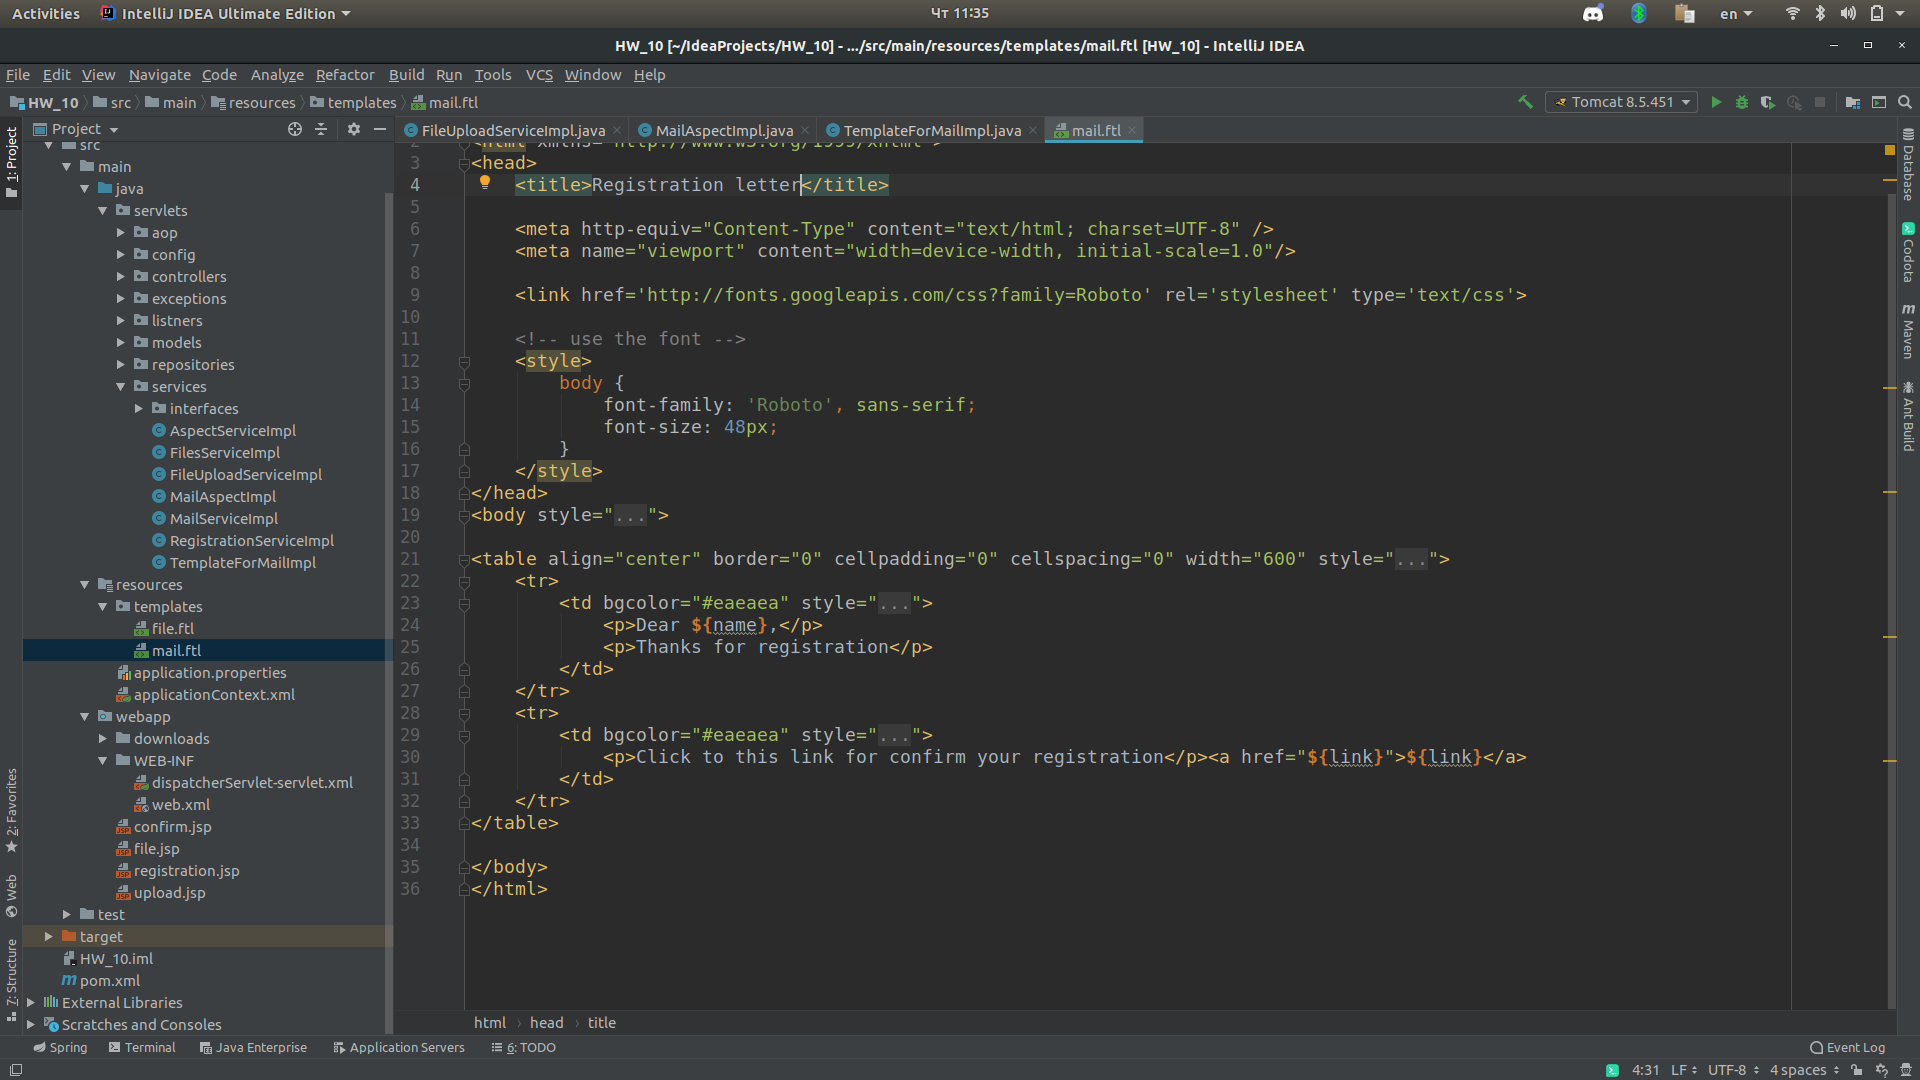 Activities IntelliJ IDEA Ultimate Edition Чт 11:35 en
HW_10 [~/IdeaProjects/HW_10] - .../src/main/resources/templates/mail.ftl [HW_10] - IntelliJ IDEA
File Edit View Navigate Code Analyze Refactor Build Run Tools VCS Window Help
HW_10 src main resources templates mail.ftl Tomcat 8.5.451
1: Project
2: Favorites
Web
7: Structure
Project
src
main
java
servlets
aop
config
controllers
exceptions
listners
models
repositories
services
interfaces
AspectServiceImpl
FilesServiceImpl
FileUploadServiceImpl
MailAspectImpl
MailServiceImpl
RegistrationServiceImpl
TemplateForMailImpl
resources
templates
file.ftl
mail.ftl
application.properties
applicationContext.xml
webapp
downloads
WEB-INF
dispatcherServlet-servlet.xml
web.xml
confirm.jsp
file.jsp
registration.jsp
upload.jsp
test
target
HW_10.iml
pom.xml
External Libraries
Scratches and Consoles
FileUploadServiceImpl.java MailAspectImpl.java TemplateForMailImpl.java mail.ftl
2 <html xmlns="http://www.w3.org/1999/xhtml">
3 <head>
4 <title>Registration letter</title>
5
6 <meta http-equiv="Content-Type" content="text/html; charset=UTF-8" />
7 <meta name="viewport" content="width=device-width, initial-scale=1.0"/>
8
9 <link href='http://fonts.googleapis.com/css?family=Roboto' rel='stylesheet' type='text/css'>
10
11 <!-- use the font -->
12 <style>
13 body {
14 font-family: 'Roboto', sans-serif;
15 font-size: 48px;
16 }
17 </style>
18 </head>
19 <body style="...">
20
21 <table align="center" border="0" cellpadding="0" cellspacing="0" width="600" style="...">
22 <tr>
23 <td bgcolor="#eaeaea" style="...">
24 <p>Dear ${name},</p>
25 <p>Thanks for registration</p>
26 </td>
27 </tr>
28 <tr>
29 <td bgcolor="#eaeaea" style="...">
30 <p>Click to this link for confirm your registration</p><a href="${link}">${link}</a>
31 </td>
32 </tr>
33 </table>
34
35 </body>
36 </html>
html head title
Database
Codota
Maven
Ant Build
Spring Terminal Java Enterprise Application Servers 6: TODO Event Log
4:31 LF UTF-8 4 spaces